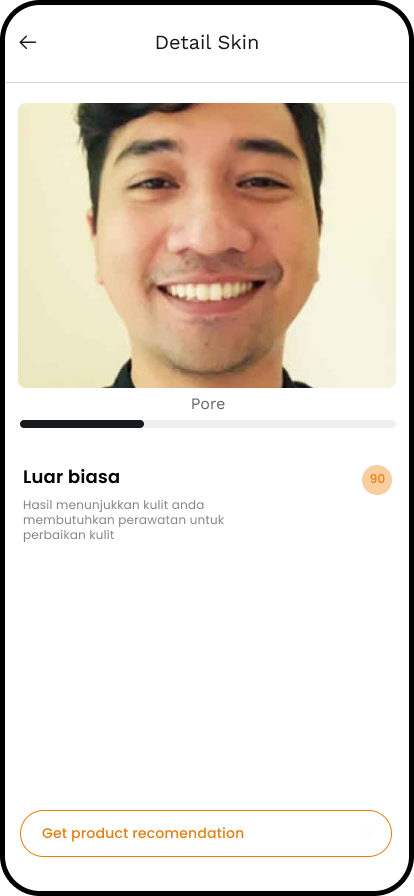 Detail Skin
Pore
Luar biasa
90
Hasil menunjukkan kulit anda
membutuhkan perawatan untuk
perbaikan kulit
Get product recomendation